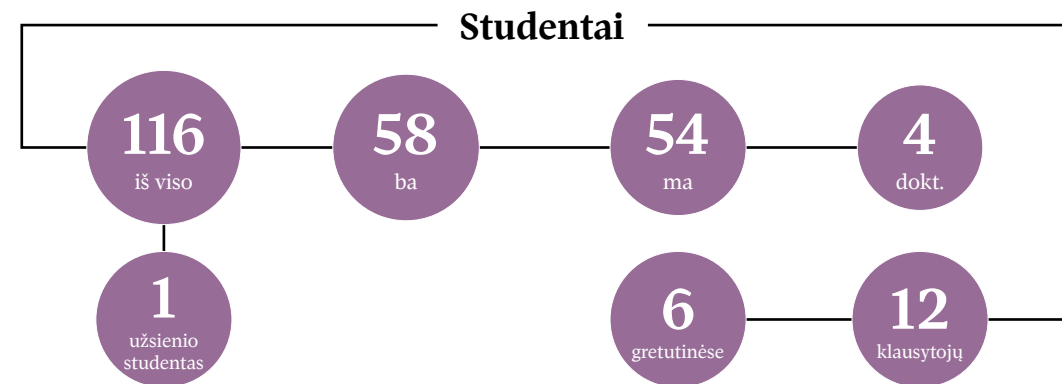 Studentai
116
iš viso
58
ba
54
ma
4
dokt.
1
užsienio
studentas
6
gretutinėse
12
klausytojų